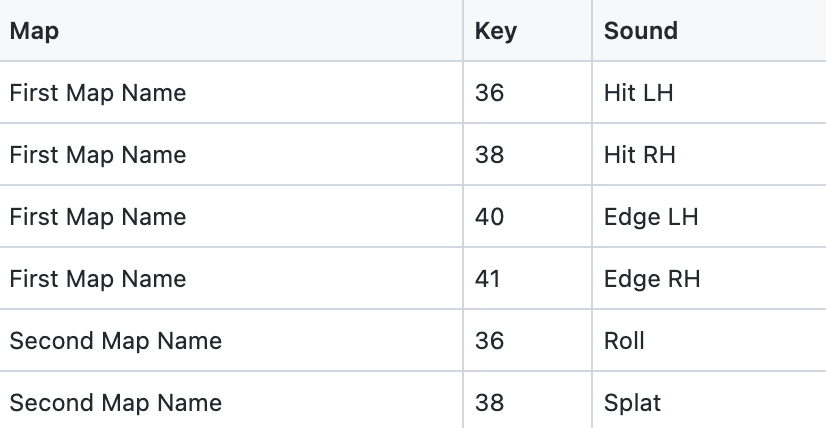 Map Key Sound
First Map Name 36 Hit LH
First Map Name 38 Hit RH
First Map Name 40 Edge LH
First Map Name 41 Edge RH
Second Map Name 36 Roll
Second Map Name 38 Splat